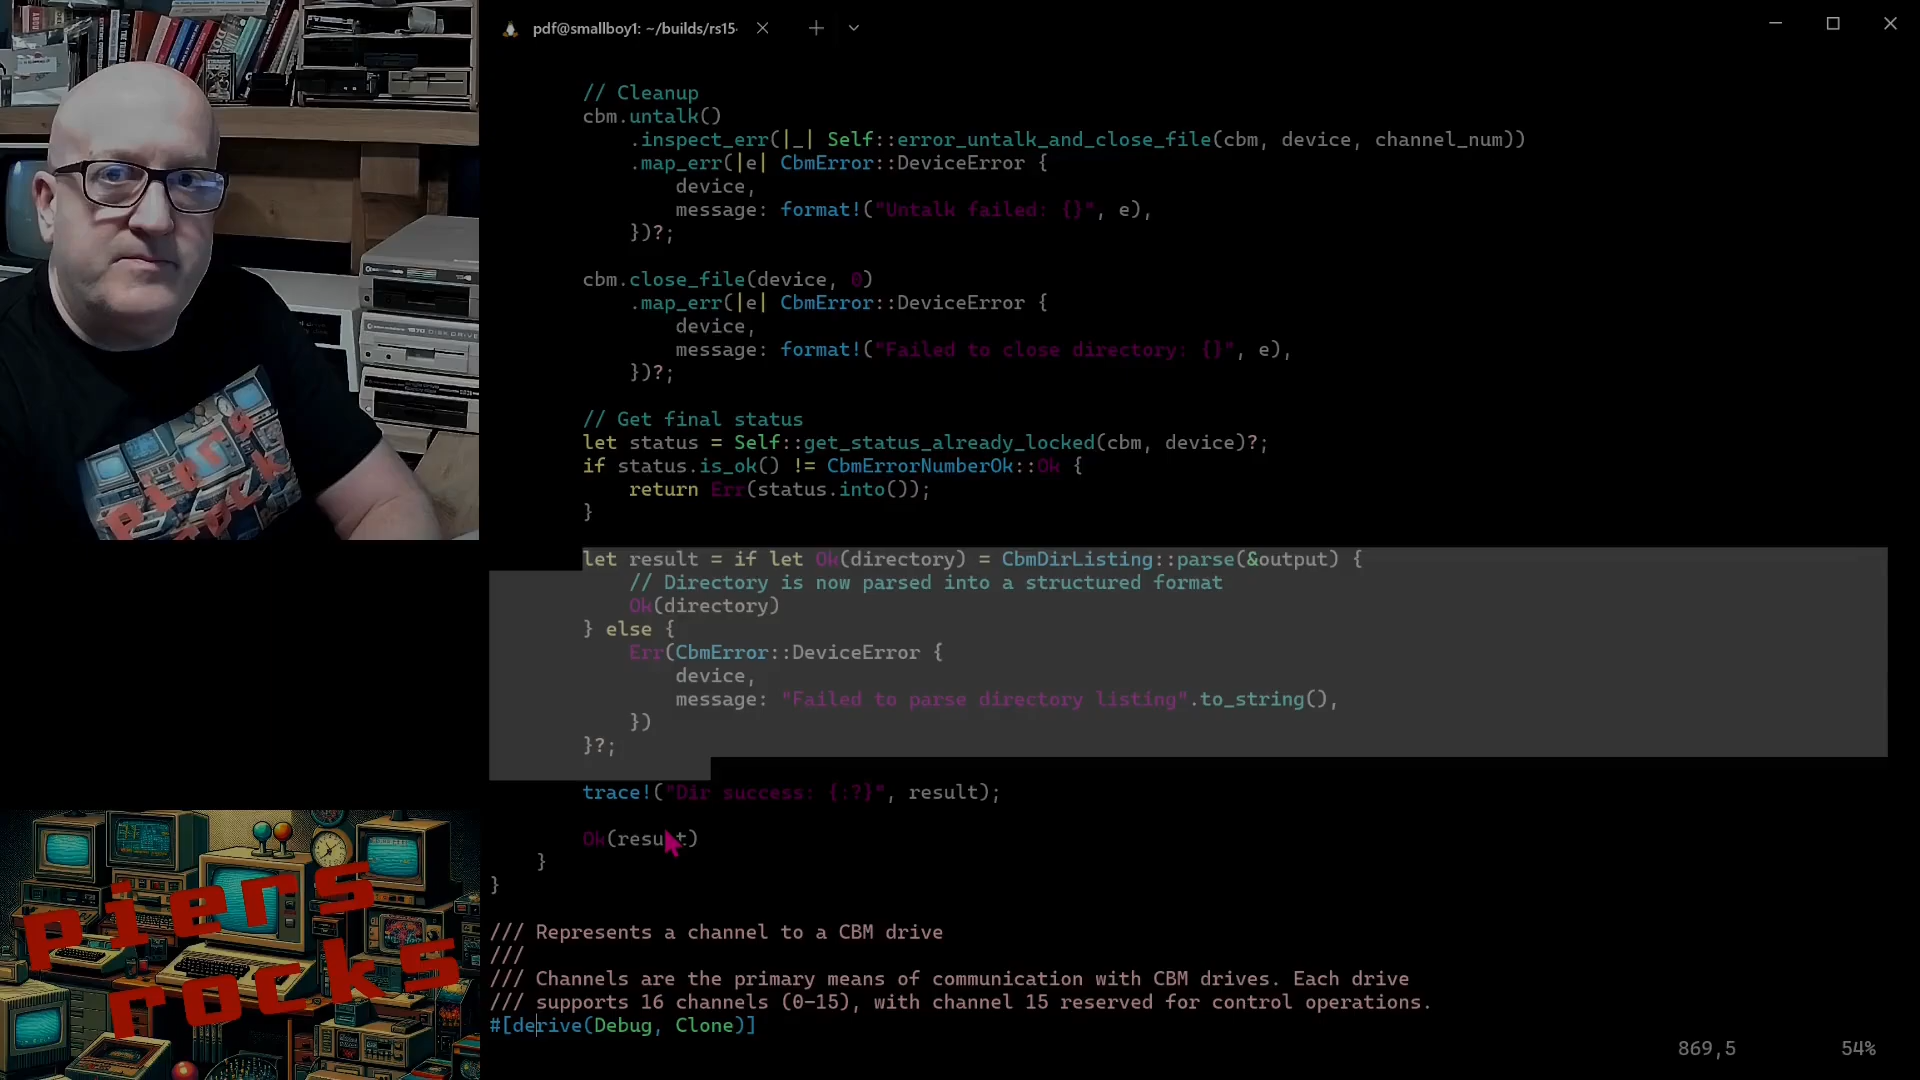 pdf@smallboy1: ~/builds/rs15-
// Cleanup
cbm.untalk()
.inspect_err(|_| Self::error_untalk_and_close_file(cbm, device, channel_num))
.map_err(|e| CbmError::DeviceError {
device,
message: format!("Untalk failed: {}", e),
})?;
cbm.close_file(device, 0)
.map_err(|e| CbmError::DeviceError {
device,
message: format!("Failed to close directory: {}", e),
})?;
// Get final status
let status = Self::get_status_already_locked(cbm, device)?;
if status.is_ok() != CbmErrorNumberOk::Ok {
return Err(status.into());
}
let result = if let Ok(directory) = CbmDirListing::parse(&output) {
// Directory is now parsed into a structured format
Ok(directory)
} else {
Err(CbmError::DeviceError {
device,
message: "Failed to parse directory listing".to_string(),
})
}?;
trace!("Dir success: {:?}", result);
Ok(result)
}
}
/// Represents a channel to a CBM drive
///
/// Channels are the primary means of communication with CBM drives. Each drive
/// supports 16 channels (0-15), with channel 15 reserved for control operations.
#[derive(Debug, Clone)]
869,5
54%
piers
rocks
piers
rock